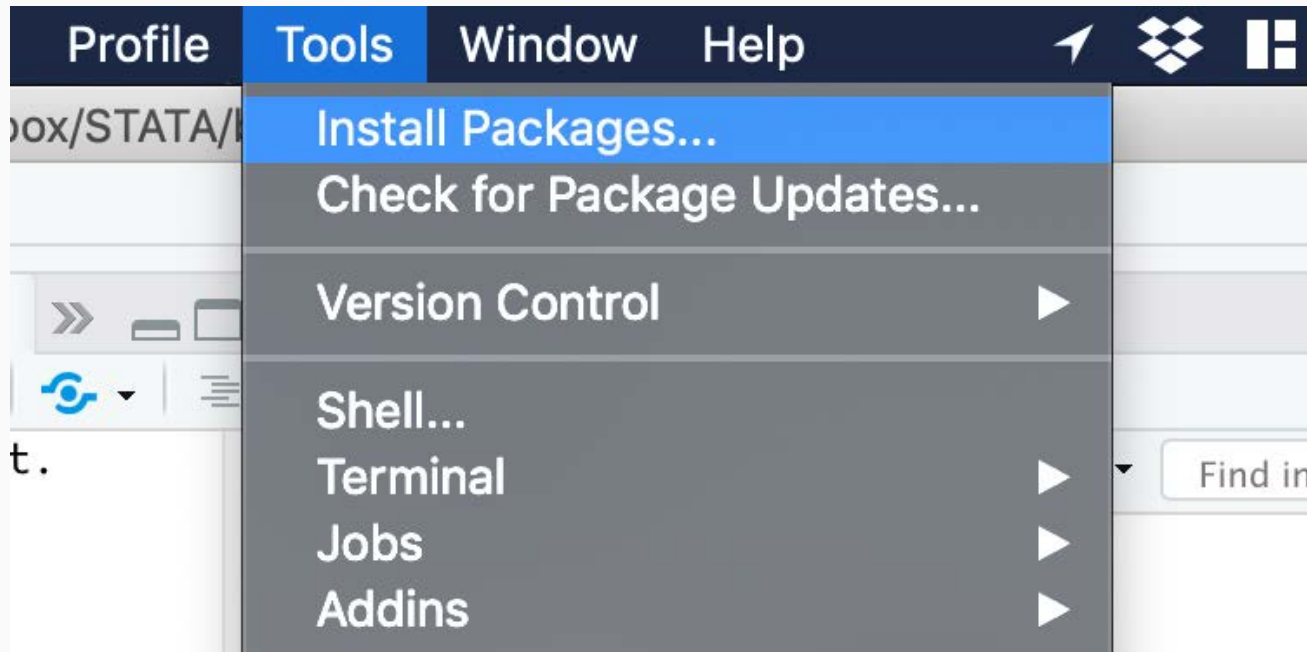 Profile Tools Window Help
box/STATA/
Install Packages...
Check for Package Updates...
Version Control
Shell...
t.
Terminal
Find in
Jobs
Addins